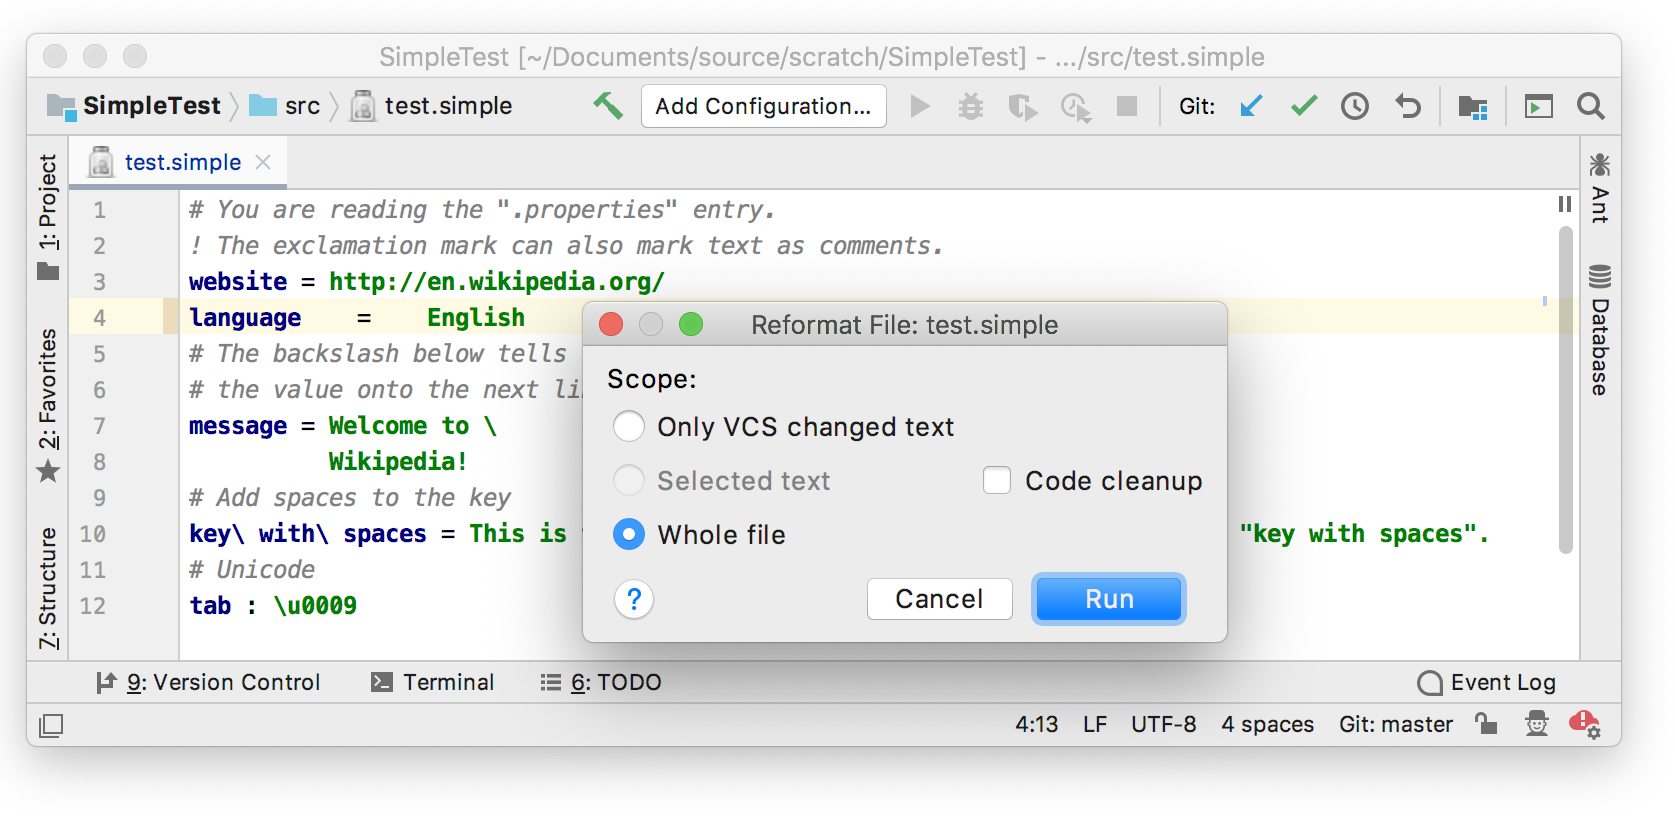 SimpleTest [~/Documents/source/scratch/SimpleTest] - .../src/test.simple
SimpleTest src test.simple Add Configuration... Git:
1: Project
2: Favorites
7: Structure
test.simple
1 # You are reading the ".properties" entry.
2 ! The exclamation mark can also mark text as comments.
3 website = http://en.wikipedia.org/
4 language    =    English
5 # The backslash below tells
6 # the value onto the next
7 message = Welcome to \
8           Wikipedia!
9 # Add spaces to the key
10 key\ with\ spaces = This is "key with spaces".
11 # Unicode
12 tab : \u0009
Reformat File: test.simple
Scope:
Only VCS changed text
Selected text
Code cleanup
Whole file
?
Cancel
Run
Ant
Database
9: Version Control Terminal 6: TODO Event Log
4:13 LF UTF-8 4 spaces Git: master